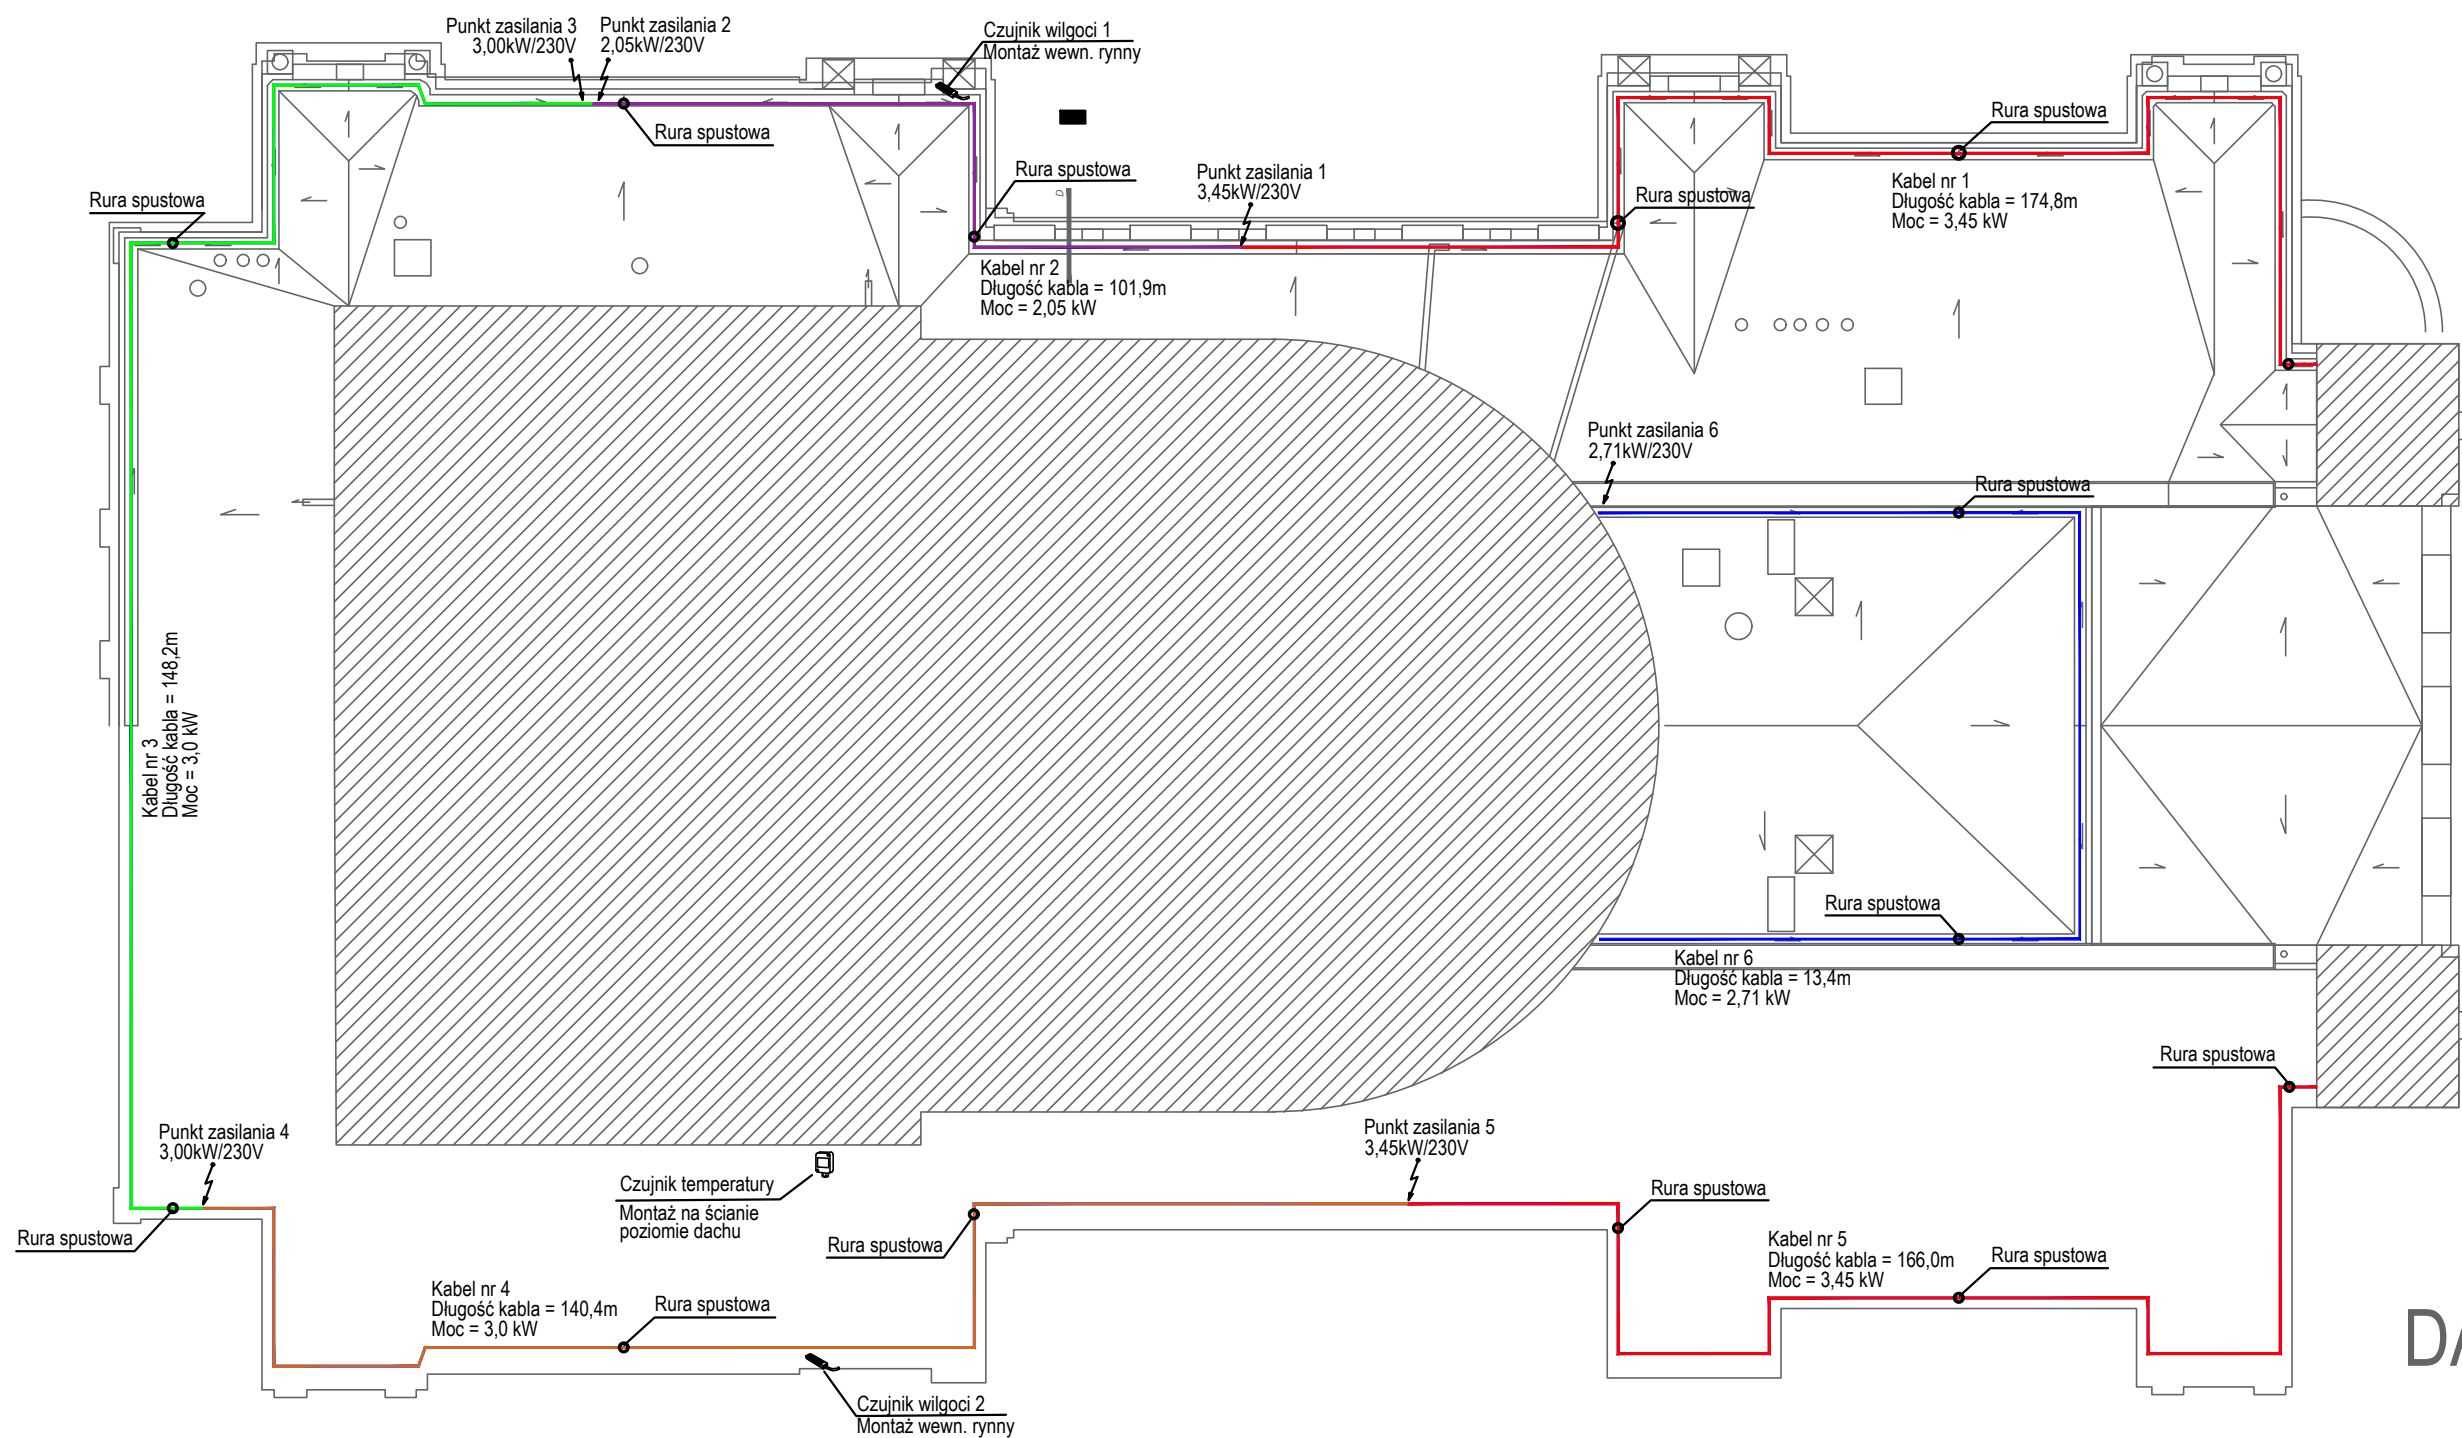 Punkt zasilania 3
3,00kW/230V
Punkt zasilania 2
2,05kW/230V
Czujnik wilgoci 1
Montaż wewn. rynny
Rura spustowa
Rura spustowa
Rura spustowa
D
Punkt zasilania 1
3,45kW/230V
Rura spustowa
Rura spustowa
Kabel nr 1
Długość kabla = 174,8m
Moc = 3,45 kW
Kabel nr 2
Długość kabla = 101,9m
Moc = 2,05 kW
Punkt zasilania 6
2,71kW/230V
Rura spustowa
Kabel nr 3
Długość kabla = 148,2m
Moc = 3,0 kW
Rura spustowa
Kabel nr 6
Długość kabla = 13,4m
Moc = 2,71 kW
Rura spustowa
Punkt zasilania 4
3,00kW/230V
Rura spustowa
Czujnik temperatury
Montaż na ścianie
poziomie dachu
Punkt zasilania 5
3,45kW/230V
Rura spustowa
Rura spustowa
Kabel nr 5
Długość kabla = 166,0m
Moc = 3,45 kW
Rura spustowa
Kabel nr 4
Długość kabla = 140,4m
Moc = 3,0 kW
Rura spustowa
Czujnik wilgoci 2
Montaż wewn. rynny